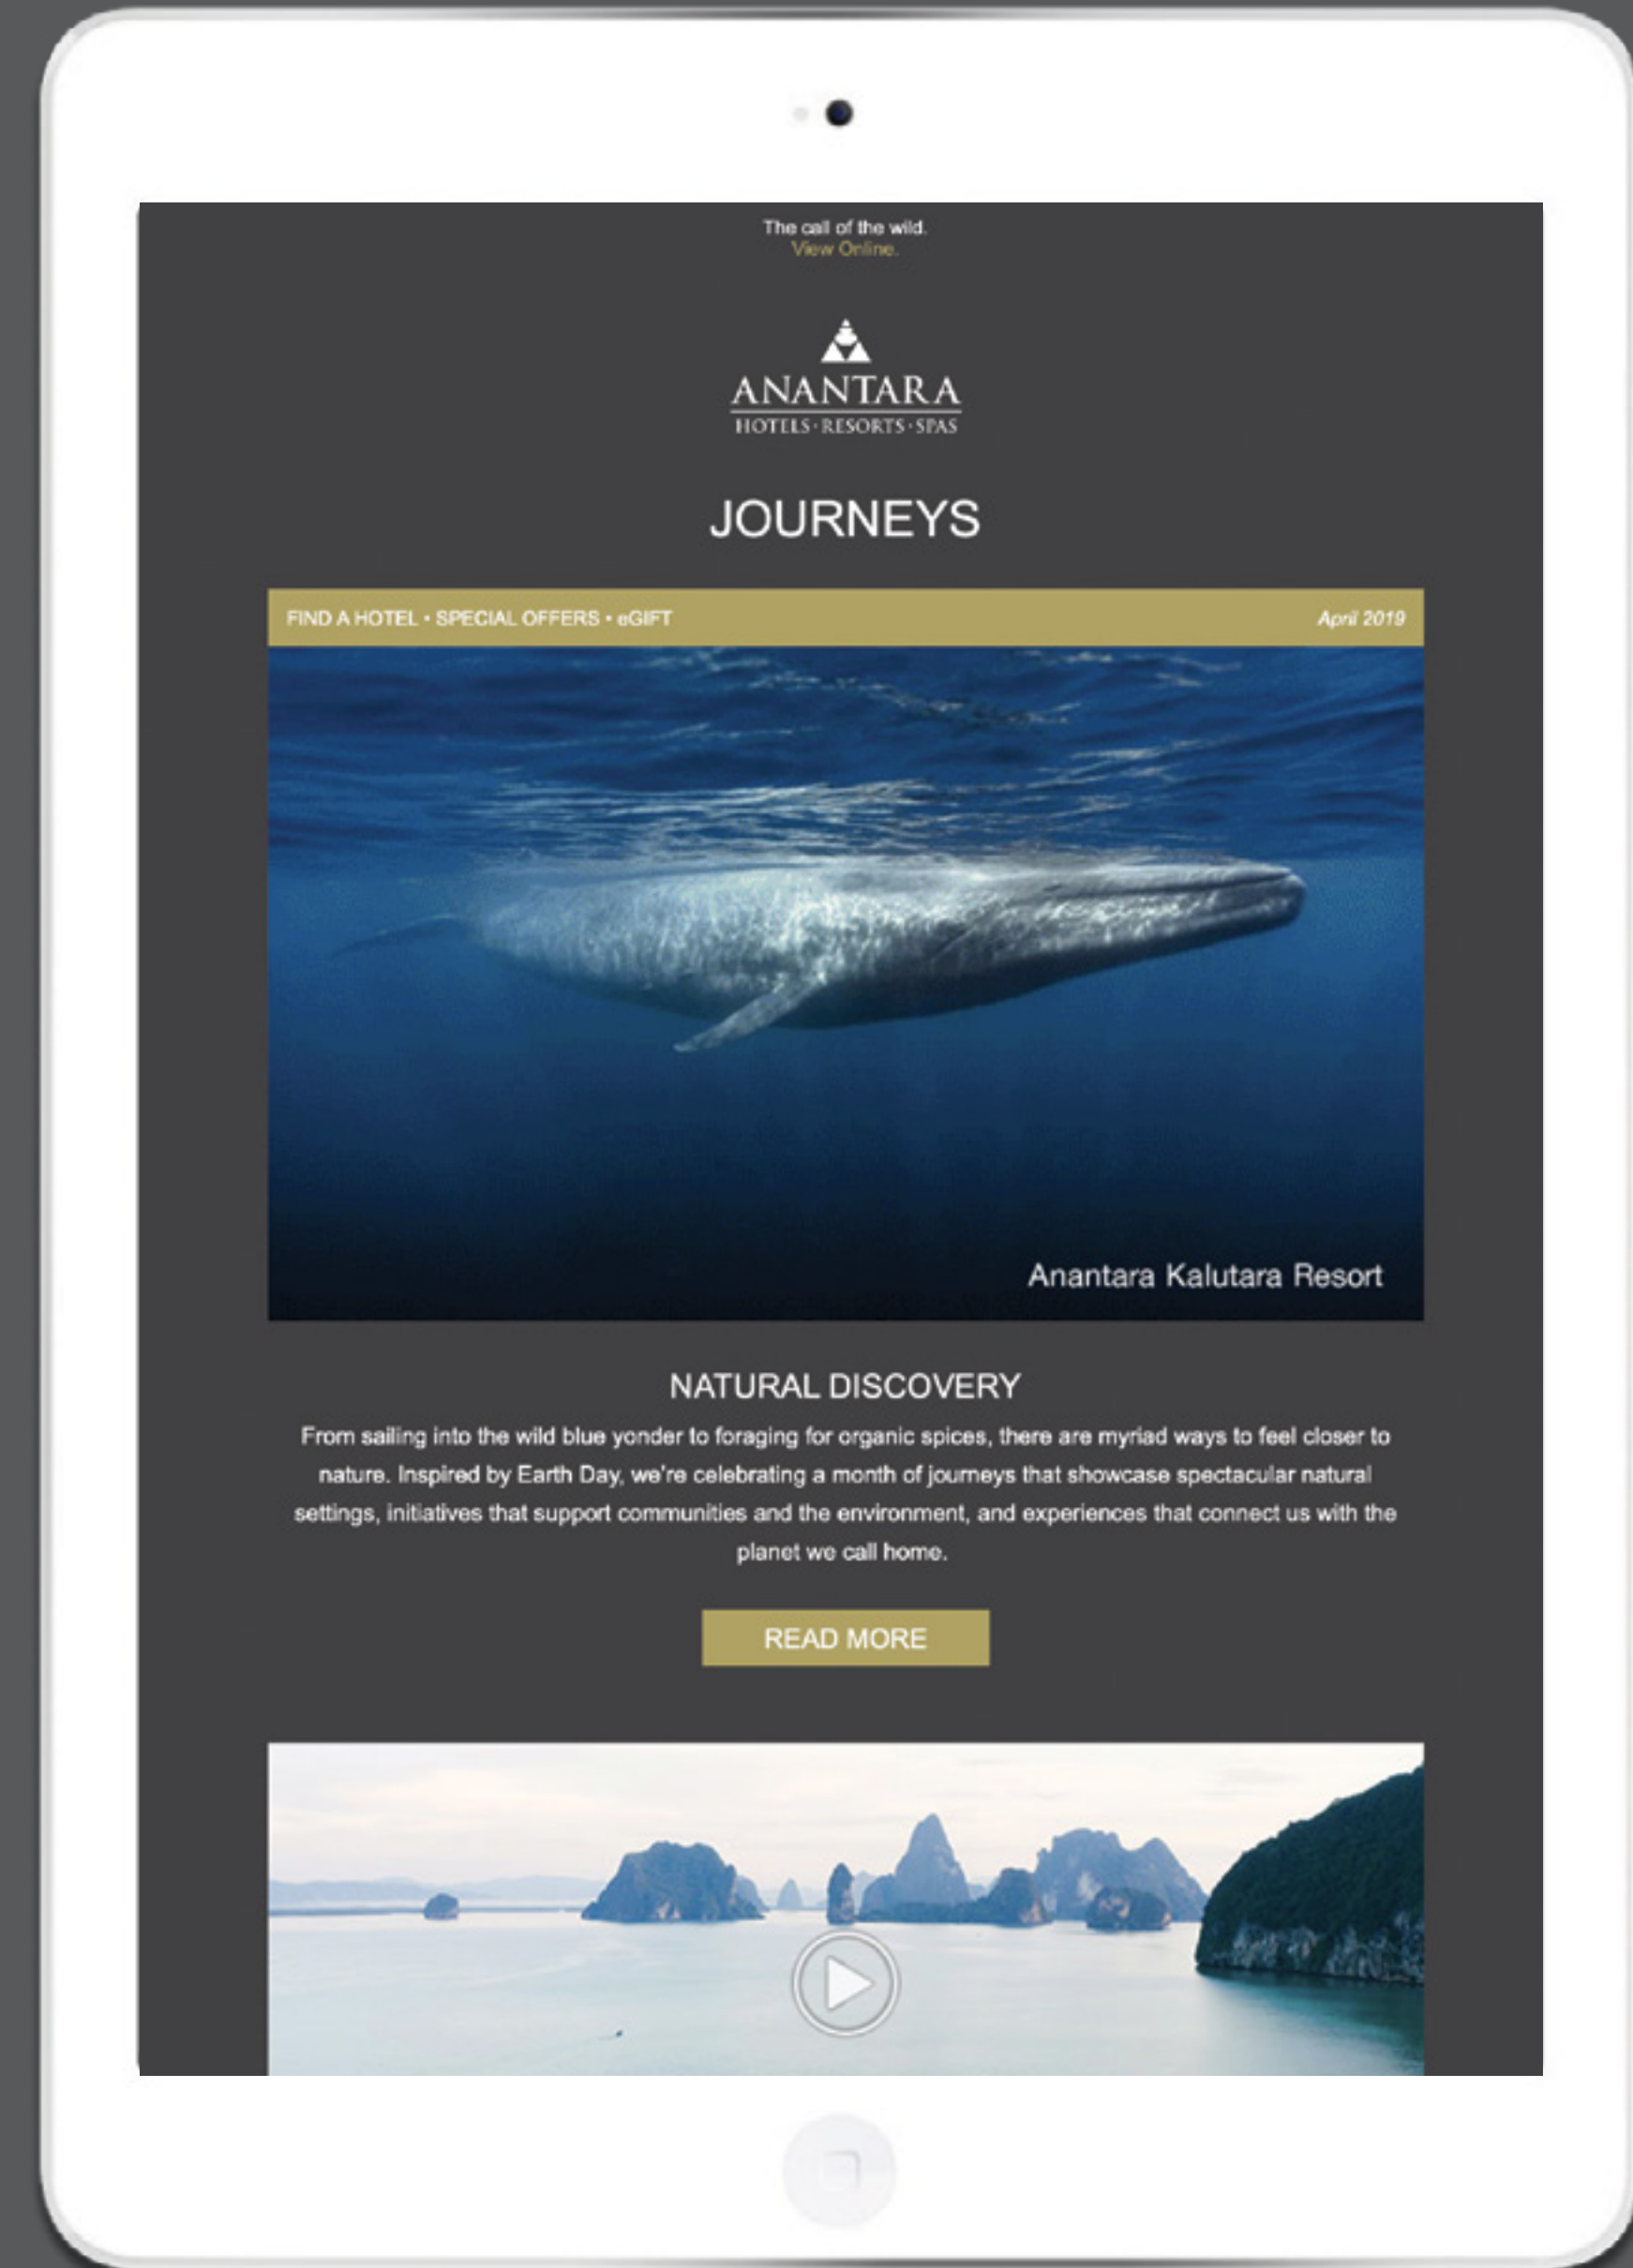 The call of the wild.
View Online.
ANANTARA
HOTELS·RESORTS·SPAS
JOURNEYS
FIND A HOTEL • SPECIAL OFFERS • eGIFT April 2019
Anantara Kalutara Resort
NATURAL DISCOVERY
From sailing into the wild blue yonder to foraging for organic spices, there are myriad ways to feel closer to
nature. Inspired by Earth Day, we're celebrating a month of journeys that showcase spectacular natural
settings, initiatives that support communities and the environment, and experiences that connect us with the
planet we call home.
READ MORE